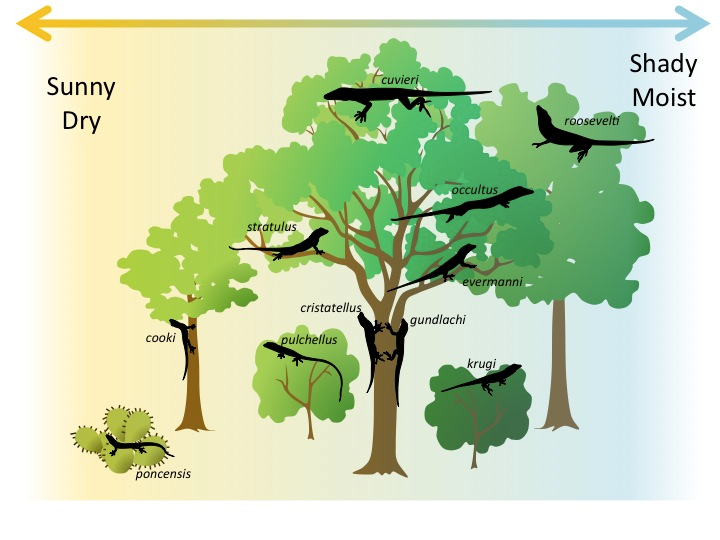 Sunny
Dry
Shady
Moist
cuvieri
roosevelti
occultus
stratulus
evermanni
cristatellus
gundlachi
cooki
pulchellus
krugi
poncensis